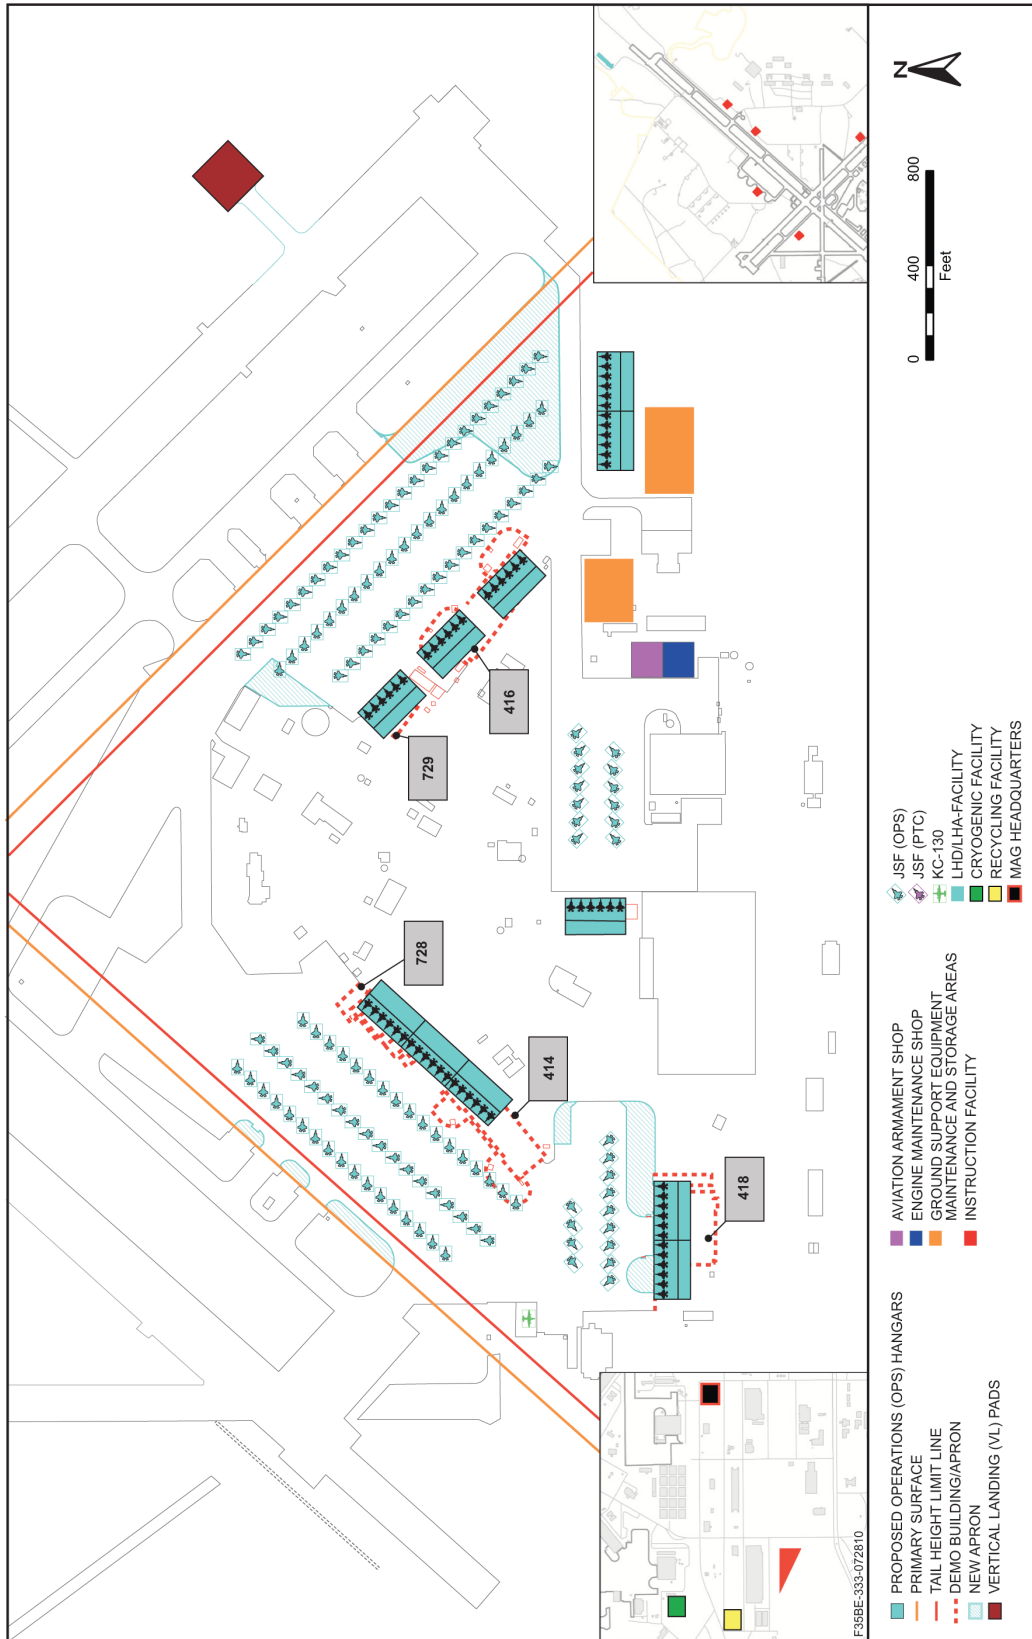 728
729
416
414
418
F35BE-333-072810
PROPOSED OPERATIONS (OPS) HANGARS
PRIMARY SURFACE
TAIL HEIGHT LIMIT LINE
DEMO BUILDING/APRON
NEW APRON
VERTICAL LANDING (VL) PADS
AVIATION ARMAMENT SHOP
ENGINE MAINTENANCE SHOP
GROUND SUPPORT EQUIPMENT
MAINTENANCE AND STORAGE AREAS
INSTRUCTION FACILITY
JSF (OPS)
JSF (PTC)
KC-130
LHD/LHA-FACILITY
CRYOGENIC FACILITY
RECYCLING FACILITY
MAG HEADQUARTERS
0 400 800
Feet
N